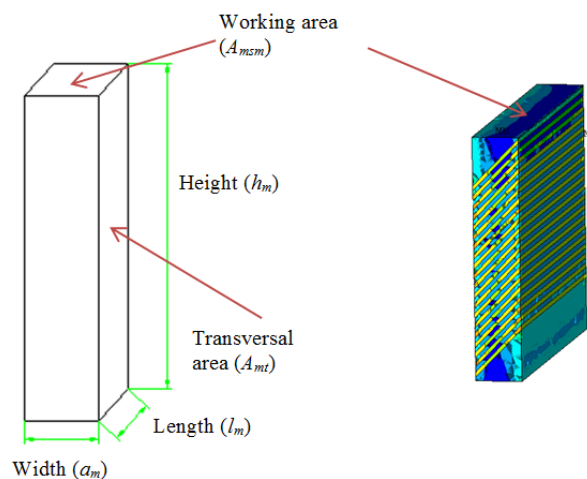 Working area
(Amsm)
Height (hm)
Transversal
area (Amt)
Length (lm)
Width (am)